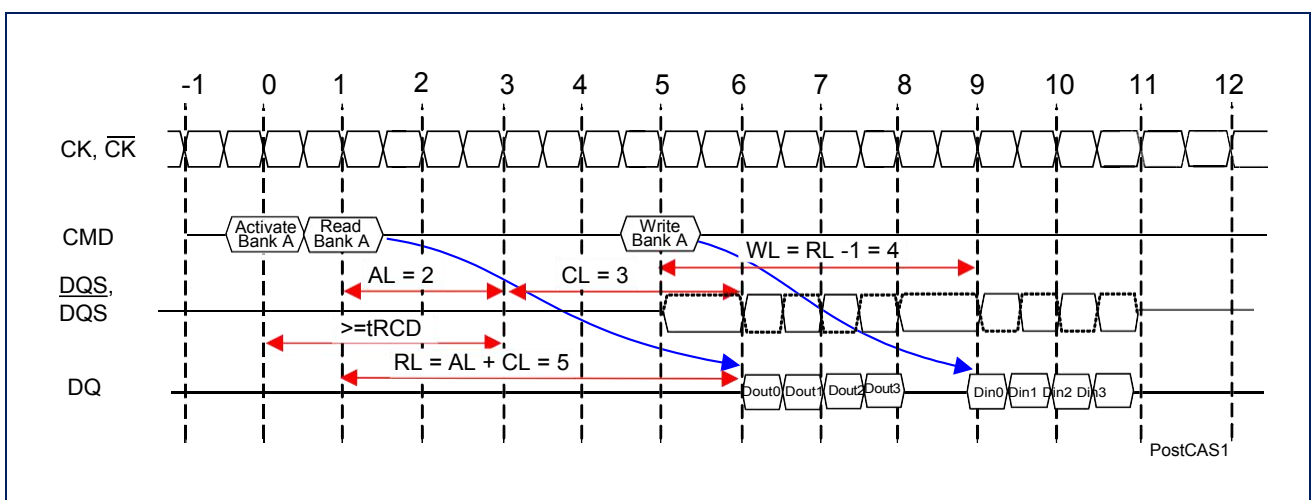 -1 0 1 2 3 4 5 6 7 8 9 10 11 12
CK, C̅K̅
CMD
Activate
Bank A
Read
Bank A
Write
Bank A
WL = RL -1 = 4
AL = 2
CL = 3
DQS,
D̅Q̅S̅
>=tRCD
RL = AL + CL = 5
DQ
Dout0 Dout1 Dout2 Dout3
Din0 Din1 Din2 Din3
PostCAS1